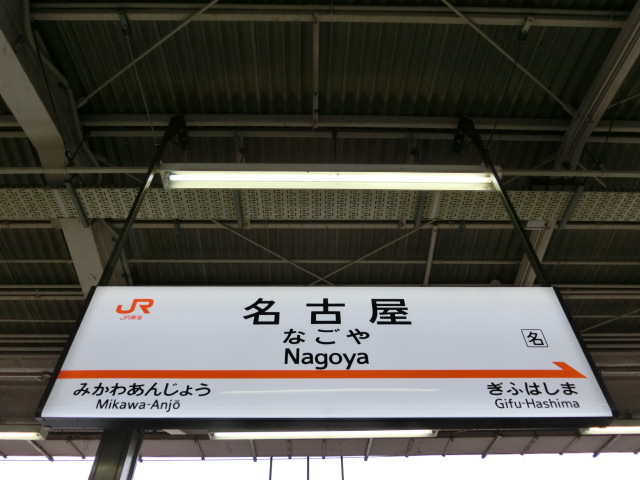 JR
JR東海
名古屋
なごや
Nagoya
名
みかわあんじょう
Mikawa-Anjō
ぎふはしま
Gifu-Hashima